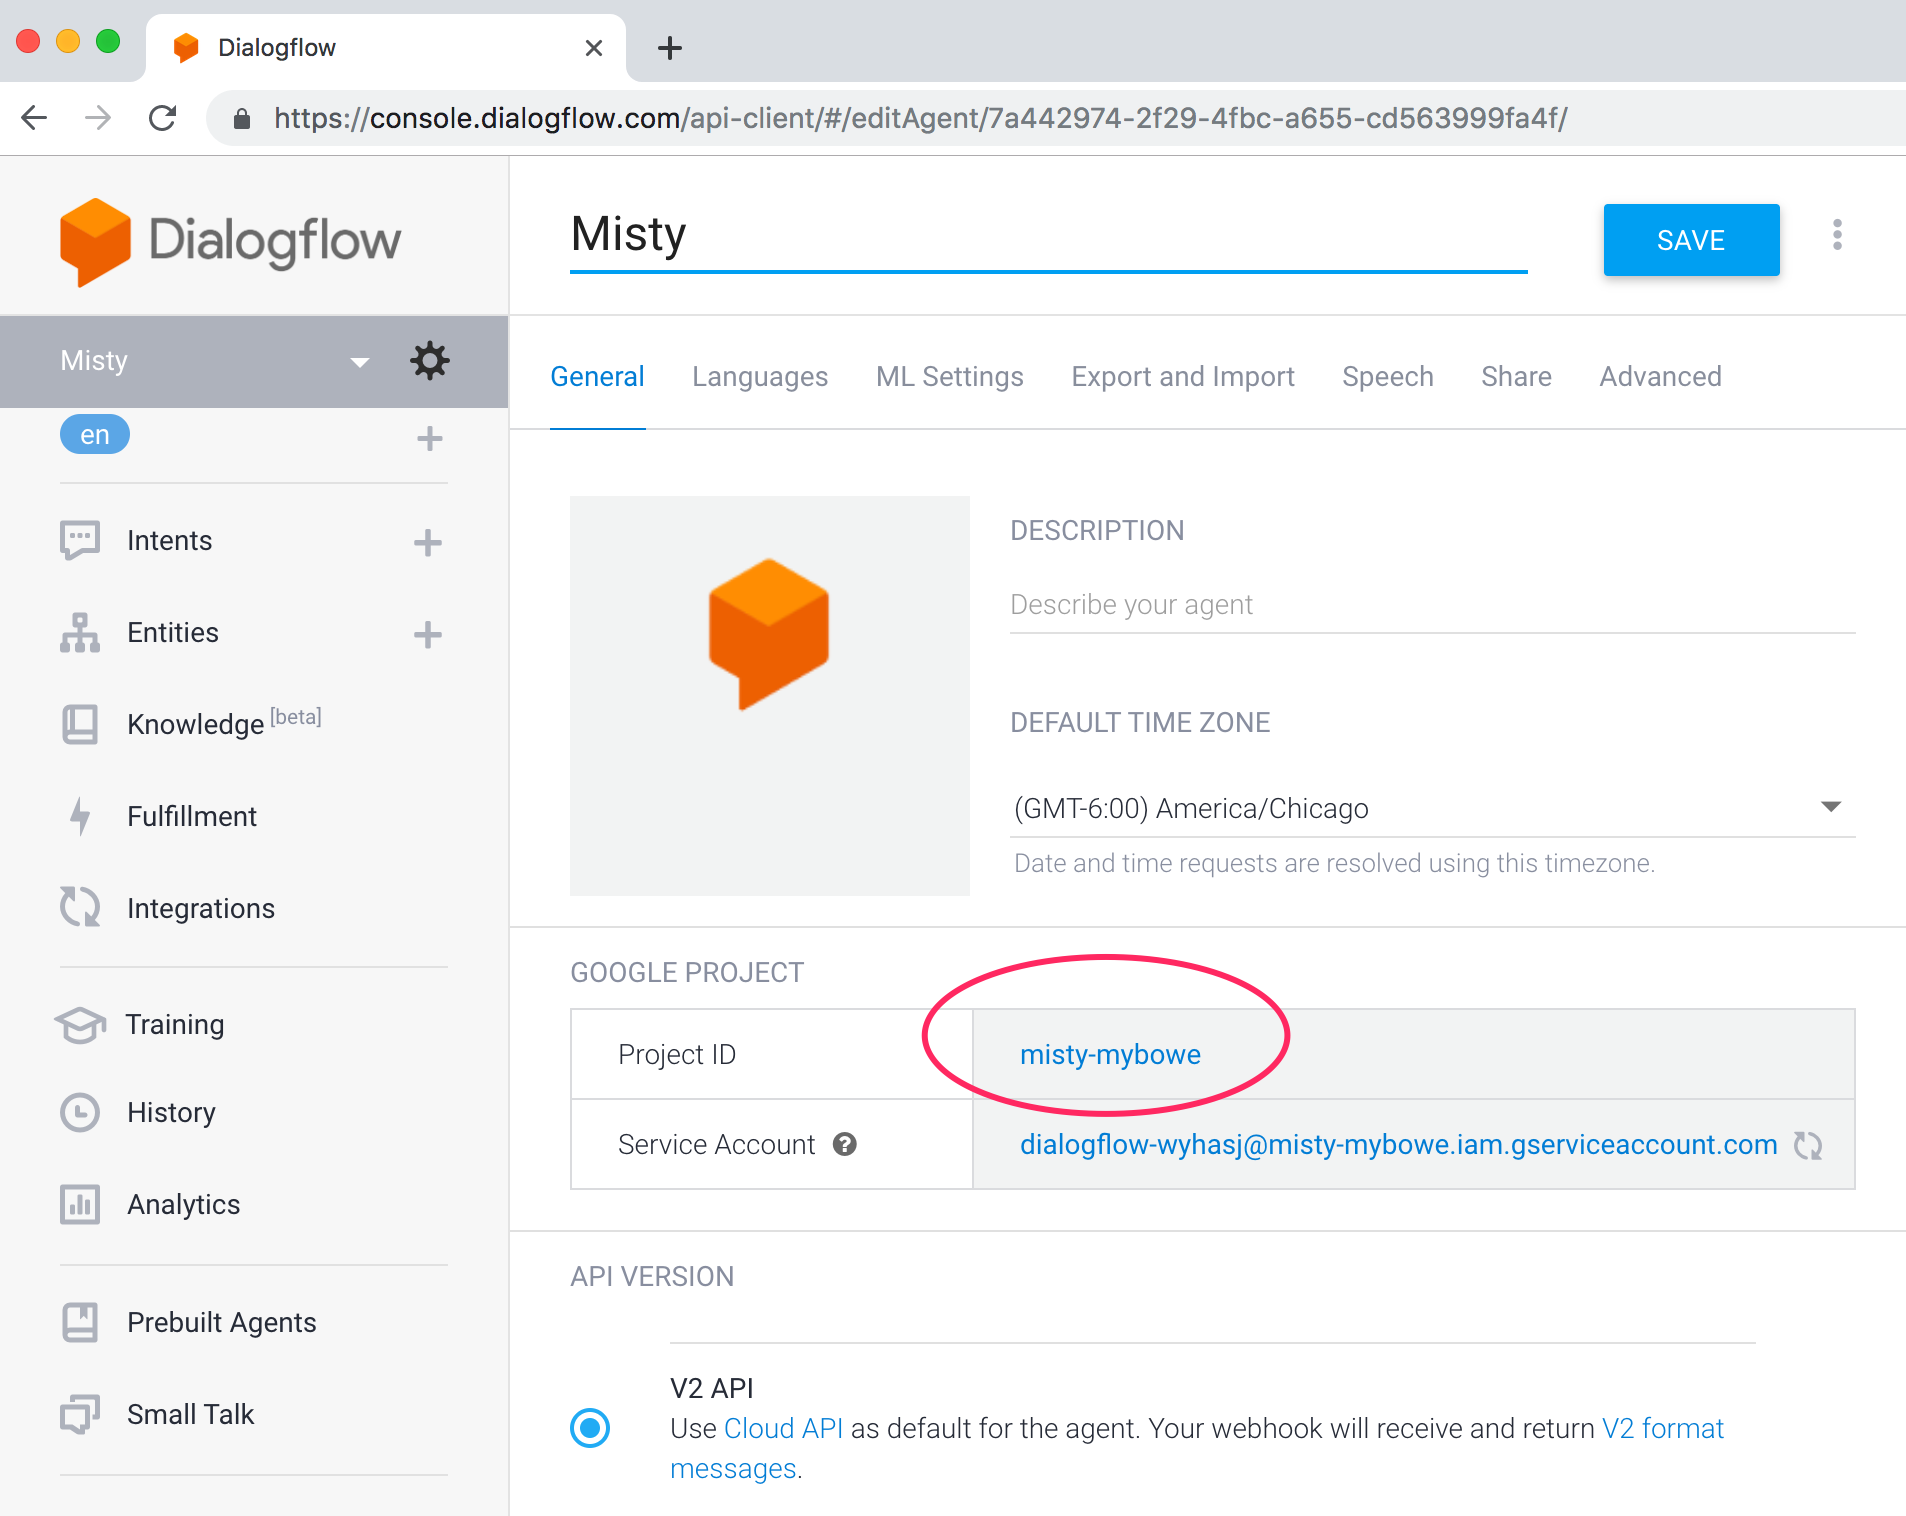 Dialogflow
https://console.dialogflow.com/api-client/#/editAgent/7a442974-2f29-4fbc-a655-cd563999fa4f/
Dialogflow
Misty
SAVE
Misty
en
General Languages ML Settings Export and Import Speech Share Advanced
Intents
Entities
Knowledge [beta]
Fulfillment
Integrations
Training
History
Analytics
Prebuilt Agents
Small Talk
DESCRIPTION
Describe your agent
DEFAULT TIME ZONE
(GMT-6:00) America/Chicago
Date and time requests are resolved using this timezone.
GOOGLE PROJECT
Project ID misty-mybowe
Service Account ? dialogflow-wyhasj@misty-mybowe.iam.gserviceaccount.com
API VERSION
V2 API
Use Cloud API as default for the agent. Your webhook will receive and return V2 format
messages.